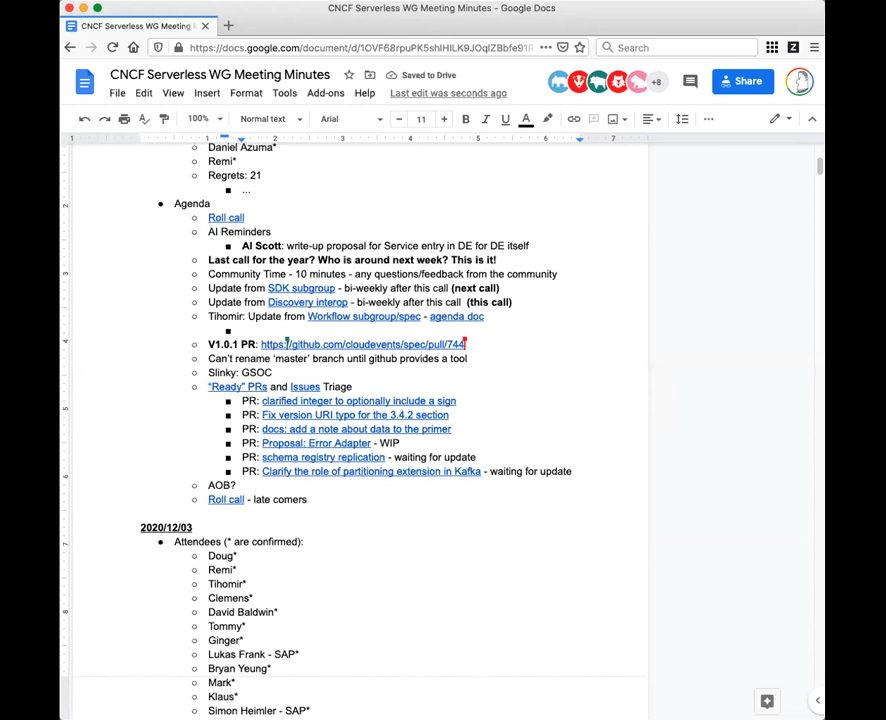 CNCF Serverless WG Meeting Minutes - Google Docs
CNCF Serverless WG Meeting M
https://docs.google.com/document/d/1OVF68rpuPK5shIHILK9JOqlZBbfe91R
Search
CNCF Serverless WG Meeting Minutes
Saved to Drive
+8
Share
File Edit View Insert Format Tools Add-ons Help Last edit was seconds ago
100% Normal text Arial 11 B I U A
1 1 2 3 4 5 6 7
Daniel Azuma*
Remi*
Regrets: 21
...
Agenda
Roll call
AI Reminders
AI Scott: write-up proposal for Service entry in DE for DE itself
Last call for the year? Who is around next week? This is it!
Community Time - 10 minutes - any questions/feedback from the community
Update from SDK subgroup - bi-weekly after this call (next call)
Update from Discovery interop - bi-weekly after this call (this call)
Tihomir: Update from Workflow subgroup/spec - agenda doc
V1.0.1 PR: https://github.com/cloudevents/spec/pull/744
Can't rename 'master' branch until github provides a tool
Slinky: GSOC
"Ready" PRs and Issues Triage
PR: clarified integer to optionally include a sign
PR: Fix version URI typo for the 3.4.2 section
PR: docs: add a note about data to the primer
PR: Proposal: Error Adapter - WIP
PR: schema registry replication - waiting for update
PR: Clarify the role of partitioning extension in Kafka - waiting for update
AOB?
Roll call - late comers
2020/12/03
Attendees (* are confirmed):
Doug*
Remi*
Tihomir*
Clemens*
David Baldwin*
Tommy*
Ginger*
Lukas Frank - SAP*
Bryan Yeung*
Mark*
Klaus*
Simon Heimler - SAP*